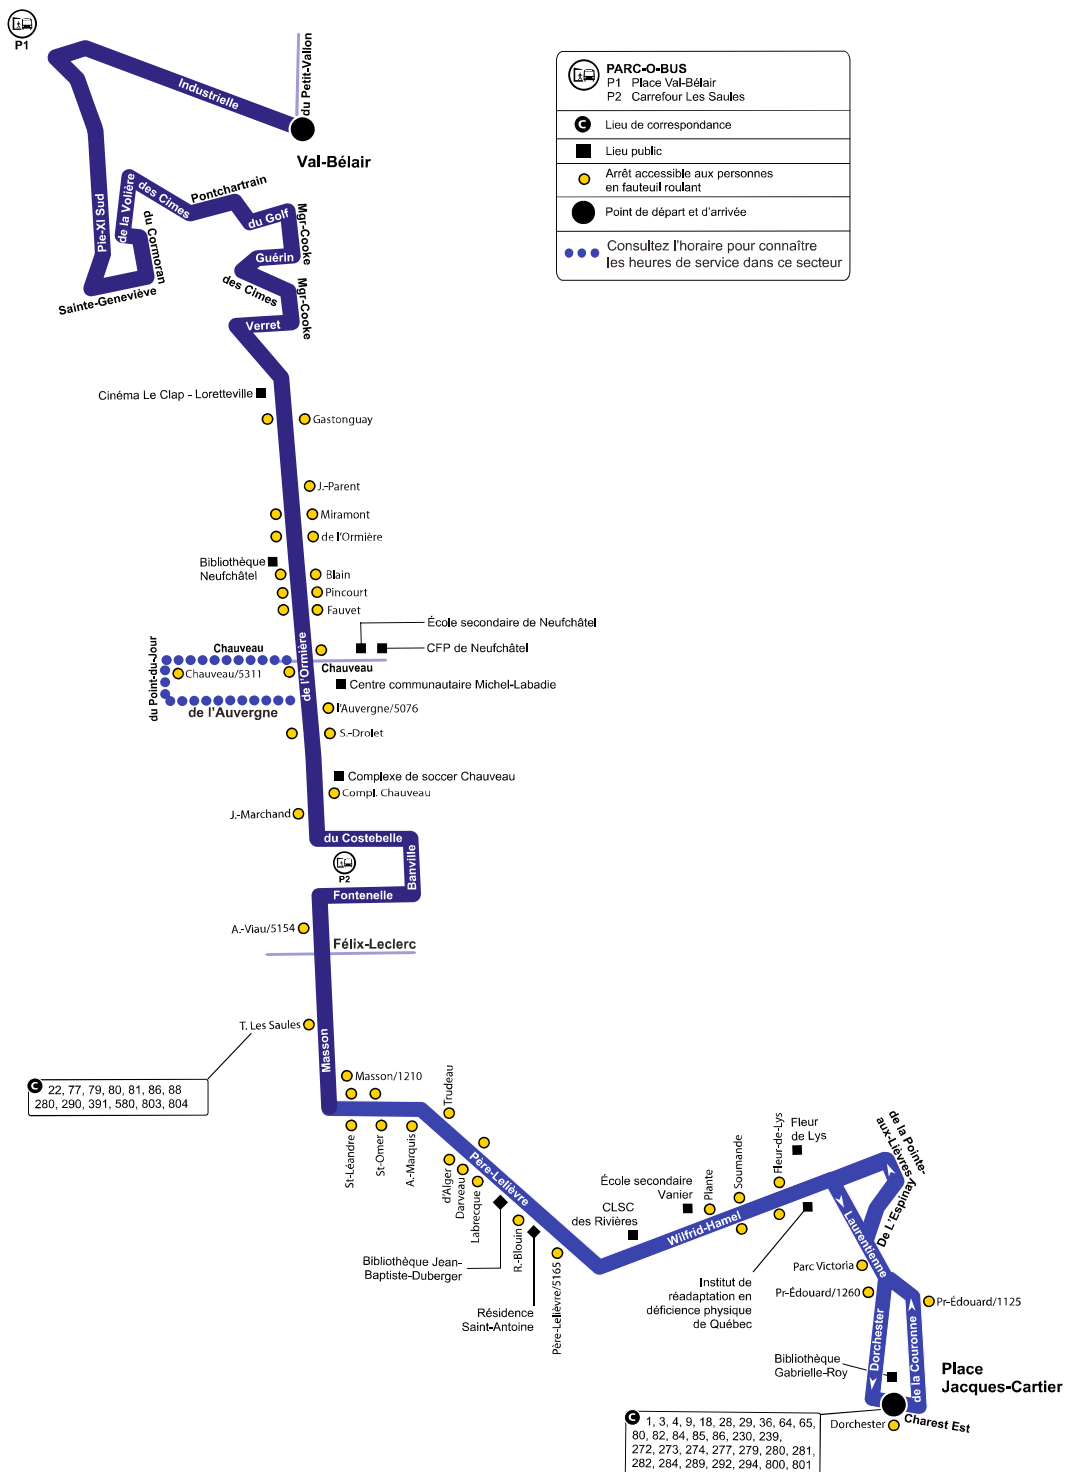 P1
Industrielle
du Petit-Vallon
Val-Bélair
PARC-O-BUS
P1 Place Val-Bélair
P2 Carrefour Les Saules
C Lieu de correspondance
Lieu public
Arrêt accessible aux personnes
en fauteuil roulant
Point de départ et d'arrivée
Consultez l'horaire pour connaître
les heures de service dans ce secteur
Pie-XI Sud
de la Volière
des Cimes
Pontchartrain
du Golf
Mgr-Cooke
du Cormoran
Guérin
Sainte-Geneviève
des Cimes
Mgr-Cooke
Verret
Cinéma Le Clap - Loretteville
Gastonguay
J.-Parent
Miramont
de l'Ormière
Bibliothèque
Neufchâtel
Blain
Pincourt
Fauvet
École secondaire de Neufchâtel
CFP de Neufchâtel
du Point-du-Jour
Chauveau
de l'Ormière
Chauveau
Chauveau/5311
Centre communautaire Michel-Labadie
de l'Auvergne
l'Auvergne/5076
S.-Drolet
Complexe de soccer Chauveau
Compl. Chauveau
J.-Marchand
du Costebelle
Banville
P2
Fontenelle
A.-Viau/5154
Félix-Leclerc
T. Les Saules
Masson
C 22, 77, 79, 80, 81, 86, 88
280, 290, 391, 580, 803, 804
Masson/1210
Trudeau
St-Léandre
St-Omer
A.-Marquis
d'Alger
Darveau
Labrecque
Père-Lelièvre
R.-Blouin
Père-Lelièvre/5165
Bibliothèque Jean-
Baptiste-Duberger
Résidence
Saint-Antoine
École secondaire
Vanier
CLSC
des Rivières
Plante
Soumande
Fleur-de-Lys
Fleur
de Lys
Wilfrid-Hamel
Institut de
réadaptation en
déficience physique
de Québec
de la Pointe-
aux-Lièvres
De L'Espinay
Laurentienne
Parc Victoria
Pr-Édouard/1260
Pr-Édouard/1125
Dorchester
de la Couronne
Bibliothèque
Gabrielle-Roy
Place
Jacques-Cartier
Dorchester
Charest Est
C 1, 3, 4, 9, 18, 28, 29, 36, 64, 65,
80, 82, 84, 85, 86, 230, 239,
272, 273, 274, 277, 279, 280, 281,
282, 284, 289, 292, 294, 800, 801